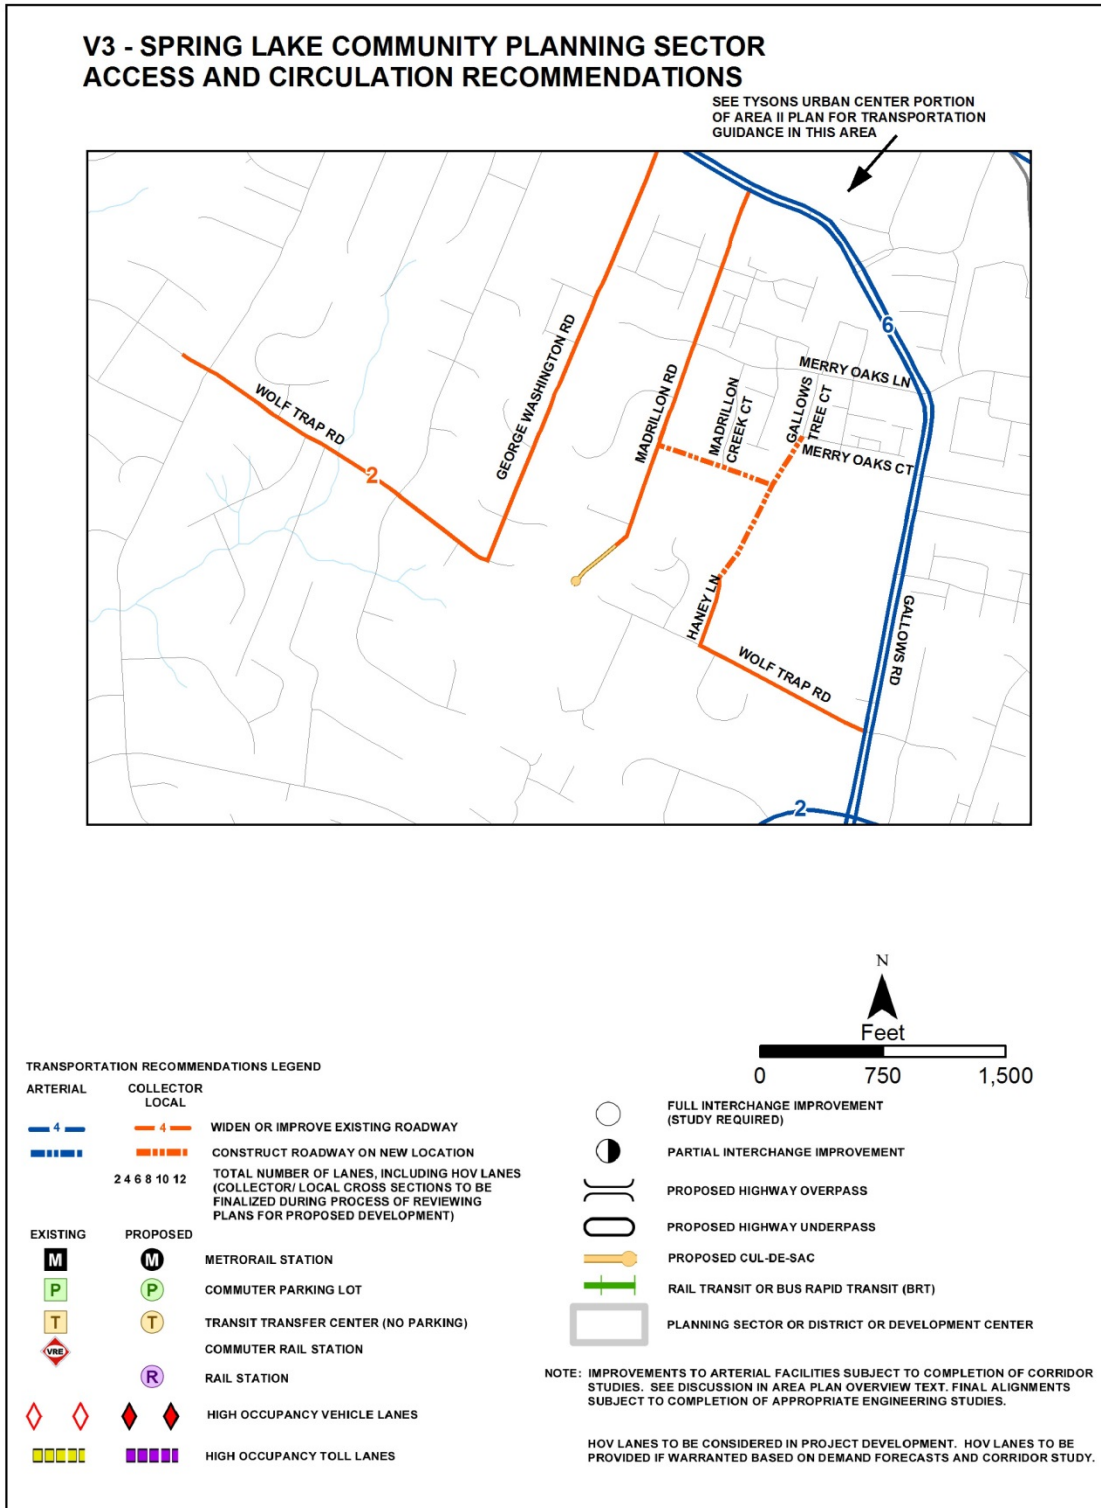 V3 - SPRING LAKE COMMUNITY PLANNING SECTOR
ACCESS AND CIRCULATION RECOMMENDATIONS
SEE TYSONS URBAN CENTER PORTION
OF AREA II PLAN FOR TRANSPORTATION
GUIDANCE IN THIS AREA
6
MERRY OAKS LN
GEORGE WASHINGTON RD
MADRILLON RD
MADRILLON
CREEK CT
GALLOWS
TREE CT
WOLF TRAP RD
2
MERRY OAKS CT
HANEY LN
GALLOWS RD
WOLF TRAP RD
2
N
Feet
0 750 1,500
TRANSPORTATION RECOMMENDATIONS LEGEND
ARTERIAL COLLECTOR
LOCAL
4 4 WIDEN OR IMPROVE EXISTING ROADWAY
CONSTRUCT ROADWAY ON NEW LOCATION
2 4 6 8 10 12 TOTAL NUMBER OF LANES, INCLUDING HOV LANES
(COLLECTOR/ LOCAL CROSS SECTIONS TO BE
FINALIZED DURING PROCESS OF REVIEWING
PLANS FOR PROPOSED DEVELOPMENT)
EXISTING PROPOSED
M M METRORAIL STATION
P P COMMUTER PARKING LOT
T T TRANSIT TRANSFER CENTER (NO PARKING)
VRE COMMUTER RAIL STATION
R RAIL STATION
HIGH OCCUPANCY VEHICLE LANES
HIGH OCCUPANCY TOLL LANES
FULL INTERCHANGE IMPROVEMENT
(STUDY REQUIRED)
PARTIAL INTERCHANGE IMPROVEMENT
PROPOSED HIGHWAY OVERPASS
PROPOSED HIGHWAY UNDERPASS
PROPOSED CUL-DE-SAC
RAIL TRANSIT OR BUS RAPID TRANSIT (BRT)
PLANNING SECTOR OR DISTRICT OR DEVELOPMENT CENTER
NOTE: IMPROVEMENTS TO ARTERIAL FACILITIES SUBJECT TO COMPLETION OF CORRIDOR
STUDIES. SEE DISCUSSION IN AREA PLAN OVERVIEW TEXT. FINAL ALIGNMENTS
SUBJECT TO COMPLETION OF APPROPRIATE ENGINEERING STUDIES.
HOV LANES TO BE CONSIDERED IN PROJECT DEVELOPMENT. HOV LANES TO BE
PROVIDED IF WARRANTED BASED ON DEMAND FORECASTS AND CORRIDOR STUDY.